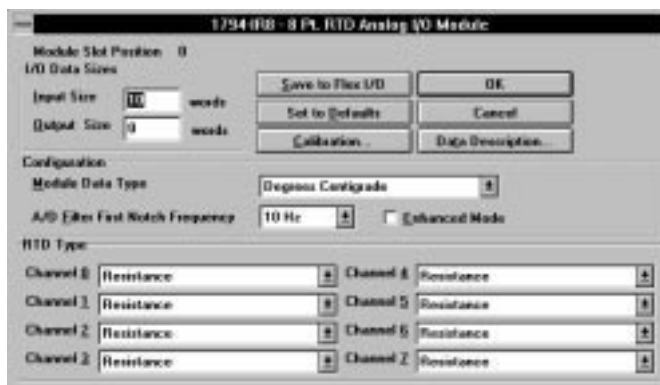 1794-IR8 - 8 Pt. RTD Analog I/O Module
Module Slot Position 0
I/O Data Sizes
Input Size 10 words
Output Size 0 words
Save to Flex I/O
OK
Set to Defaults
Cancel
Calibration...
Data Description...
Configuration
Module Data Type Degrees Centigrade
A/D Filter First Notch Frequency 10 Hz Enhanced Mode
RTD Type
Channel 0 Resistance Channel 4 Resistance
Channel 1 Resistance Channel 5 Resistance
Channel 2 Resistance Channel 6 Resistance
Channel 3 Resistance Channel 7 Resistance